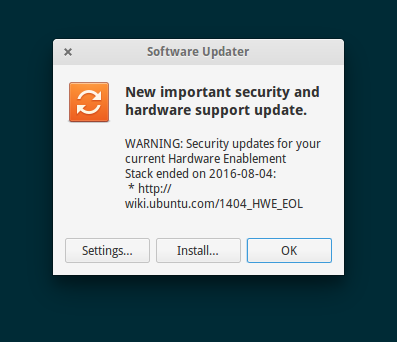 Software Updater
New important security and
hardware support update.
WARNING: Security updates for your
current Hardware Enablement
Stack ended on 2016-08-04:
* http://
wiki.ubuntu.com/1404_HWE_EOL
Settings...
Install...
OK